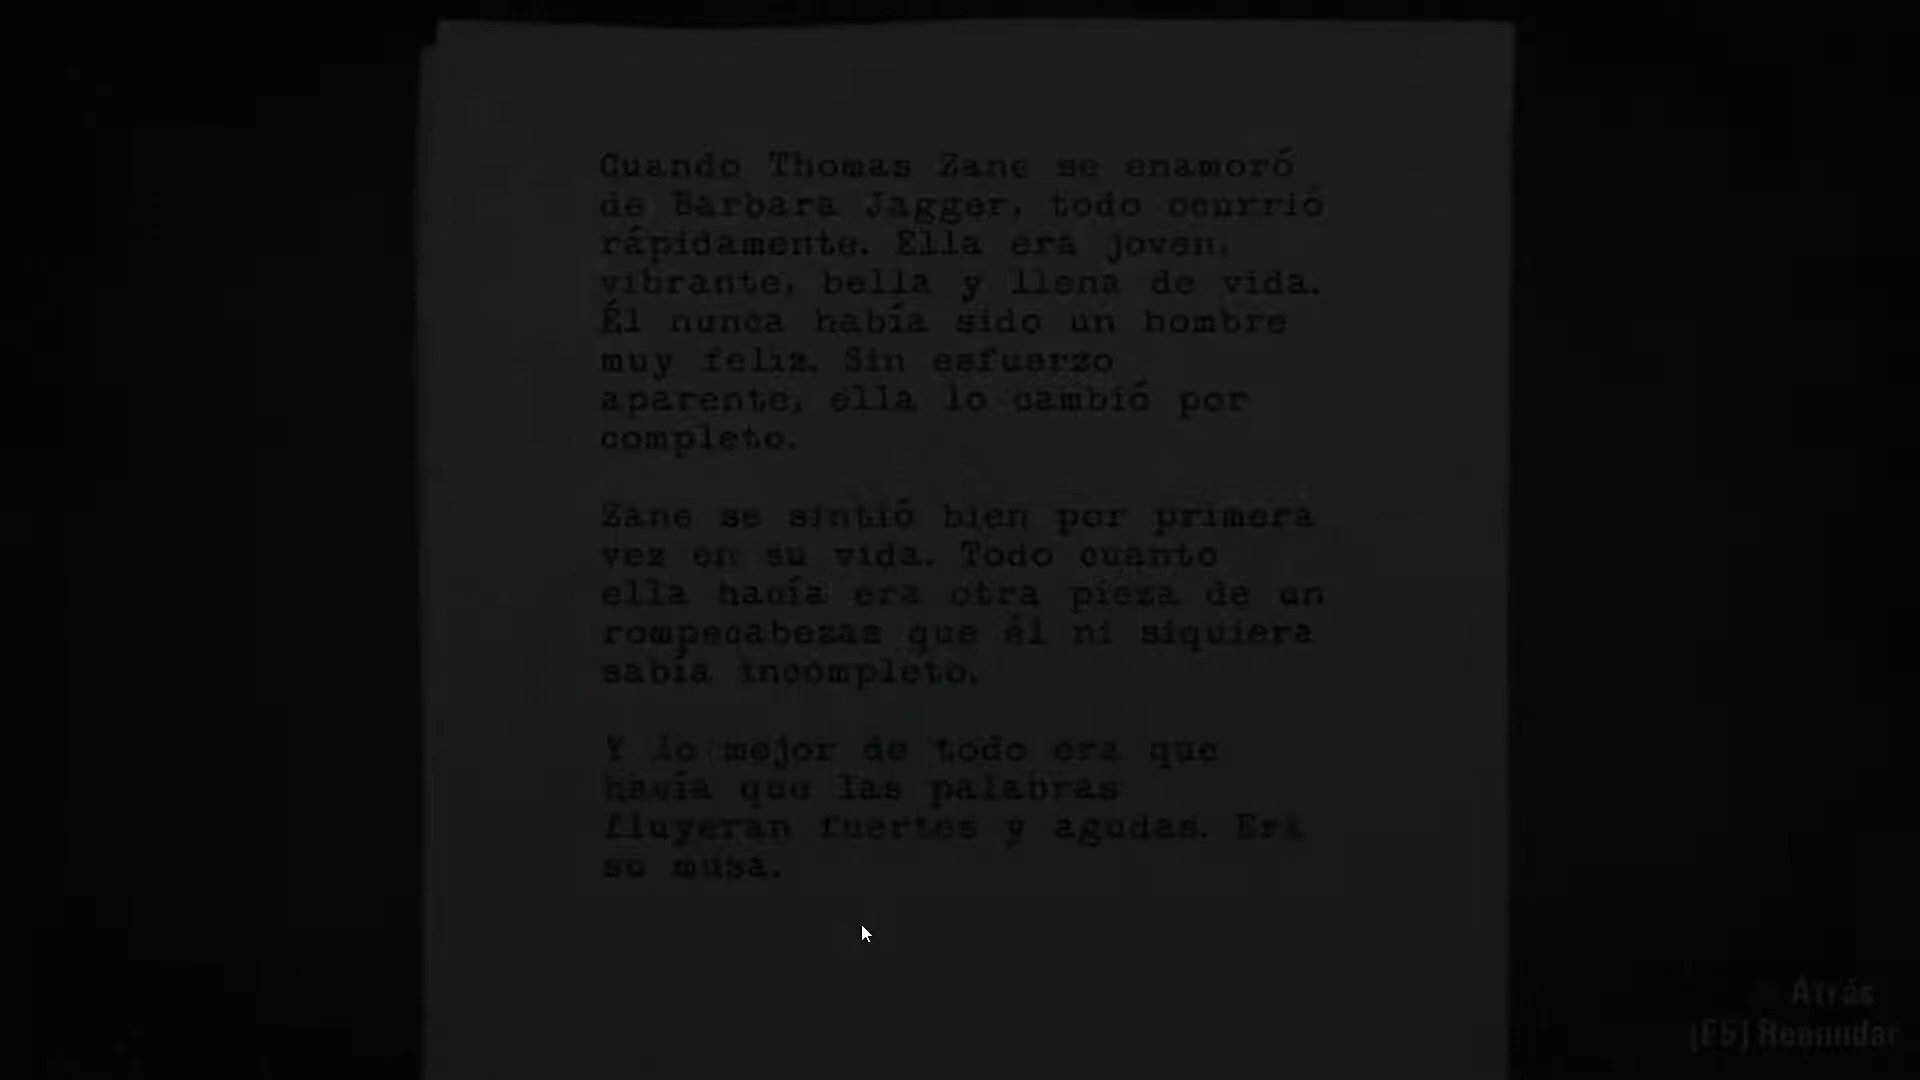 Cuando Thomas Zane se enamoró
de Barbara Jagger, todo ocurrió
rápidamente. Ella era joven,
vibrante, bella y llena de vida.
Él nunca había sido un hombre
muy feliz. Sin esfuerzo
aparente, ella lo cambió por
completo.
Zane se sintió bien por primera
vez en su vida. Todo cuanto
ella hacía era otra pieza de un
rompecabezas que él ni siquiera
sabía incompleto.
Y lo mejor de todo era que
hacía que las palabras
fluyeran fuertes y agudas. Era
su musa.
Atrás
[F5] Reanudar